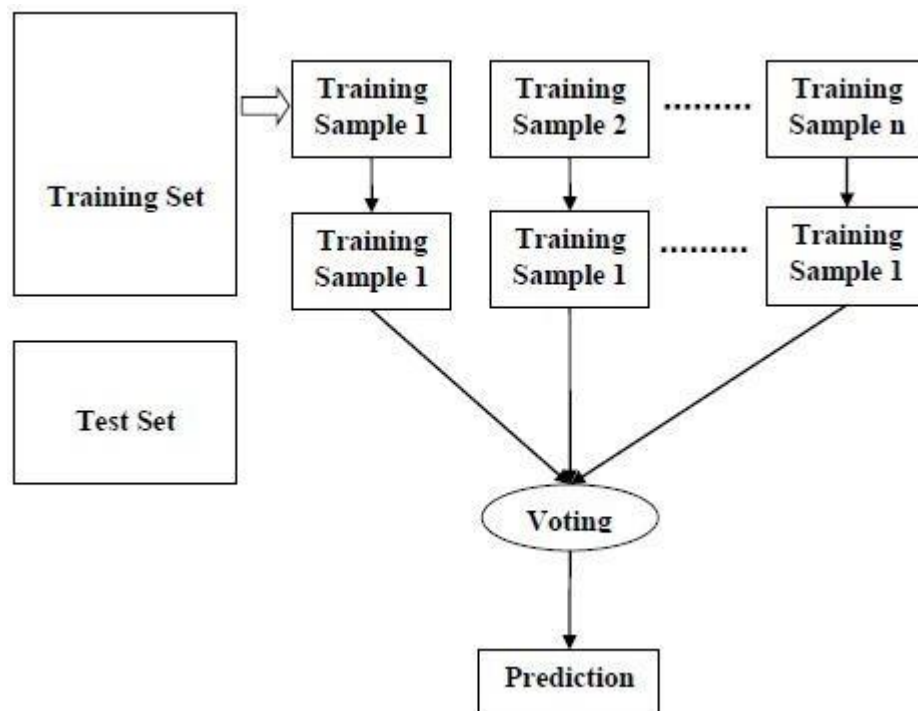 Training Set
Training
Sample 1
Training
Sample 2
Training
Sample n
Training
Sample 1
Training
Sample 1
Training
Sample 1
Test Set
Voting
Prediction